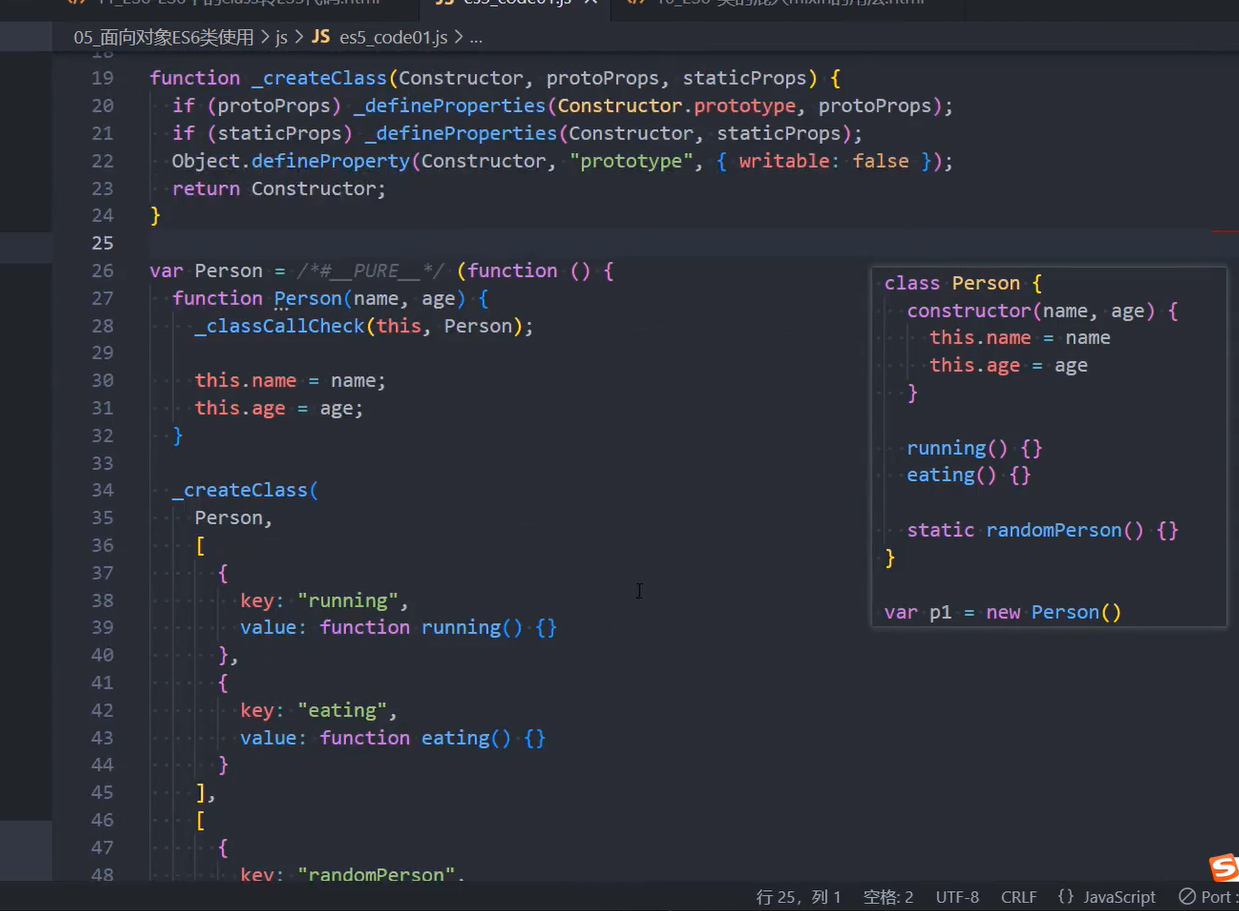 es5_code01.js
05_面向对象ES6类使用 > js > JS es5_code01.js > ...
18
19 function _createClass(Constructor, protoProps, staticProps) {
20 if (protoProps) _defineProperties(Constructor.prototype, protoProps);
21 if (staticProps) _defineProperties(Constructor, staticProps);
22 Object.defineProperty(Constructor, "prototype", { writable: false });
23 return Constructor;
24 }
25
26 var Person = /*#__PURE__*/ (function () {
27 function Person(name, age) {
28 _classCallCheck(this, Person);
29
30 this.name = name;
31 this.age = age;
32 }
33
34 _createClass(
35 Person,
36 [
37 {
38 key: "running",
39 value: function running() {}
40 },
41 {
42 key: "eating",
43 value: function eating() {}
44 }
45 ],
46 [
47 {
48 key: "randomPerson",
class Person {
constructor(name, age) {
this.name = name
this.age = age
}
running() {}
eating() {}
static randomPerson() {}
}
var p1 = new Person()
行 25，列 1 空格: 2 UTF-8 CRLF {} JavaScript Port :